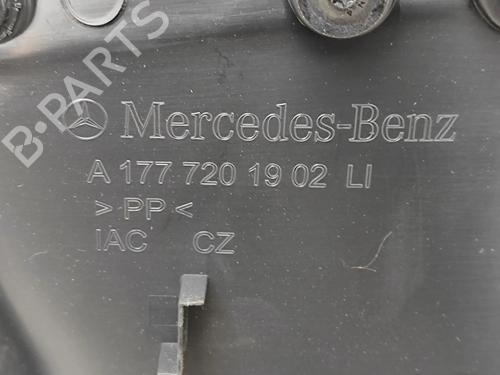 B-PARTS
Mercedes-Benz
A 177 720 19 02 LI
> PP <
IAC CZ